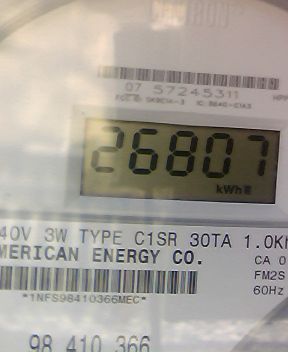 07 57245311
26807
kWh
40V 3W TYPE C1SR 30TA 1.0Kh
MERICAN ENERGY CO.
CA 0
FM2S
60Hz
*1NFS98410366MEC*
98 410 366